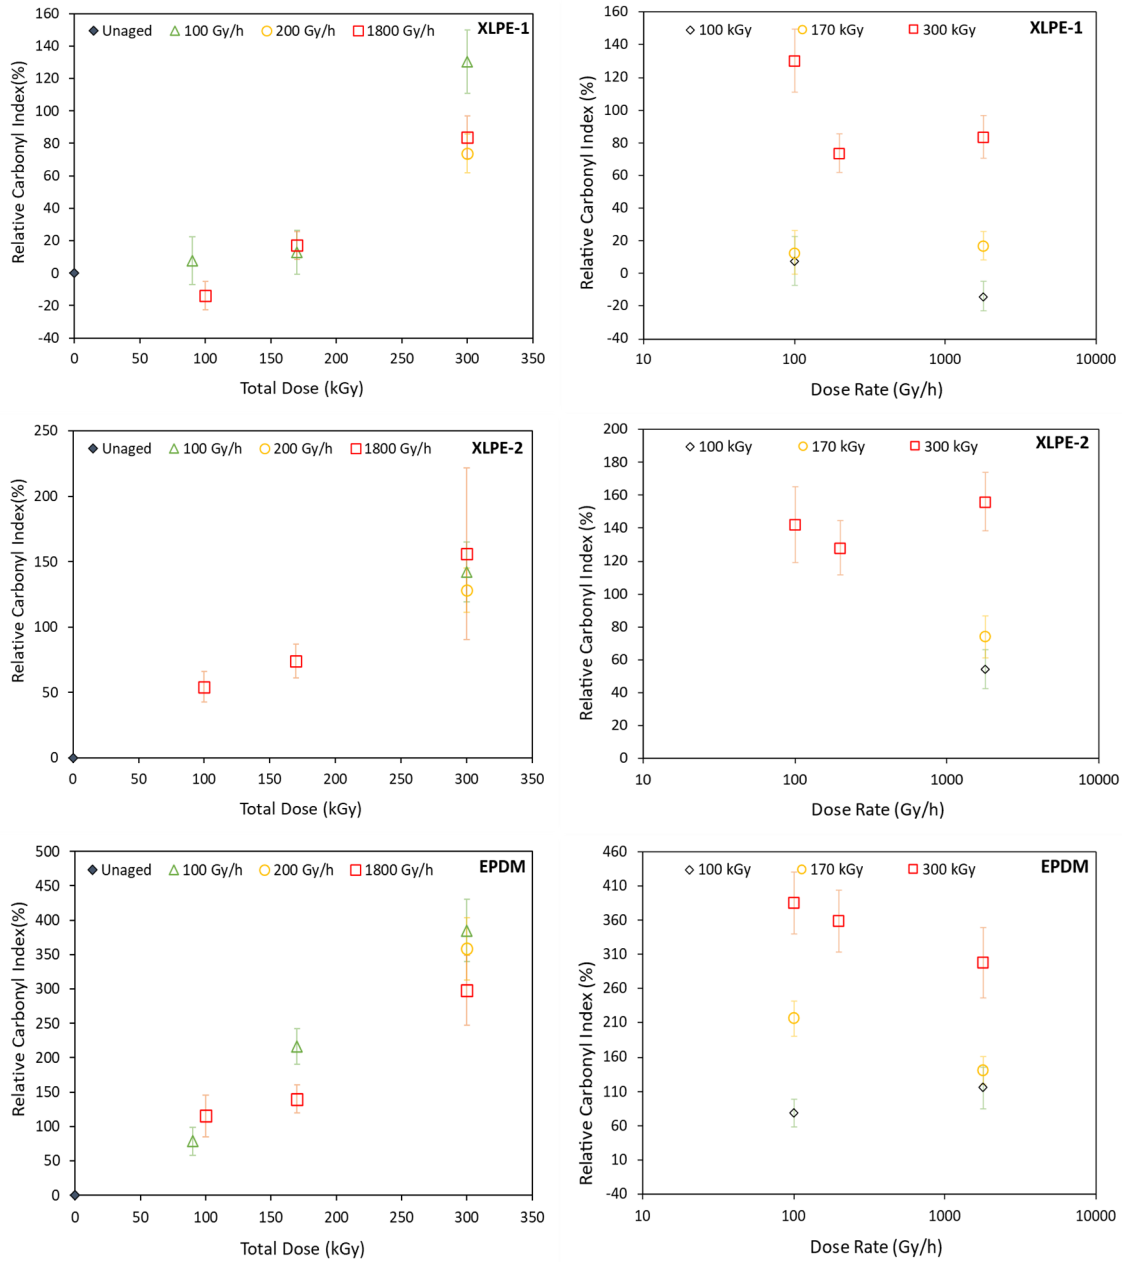 Unaged 100 Gy/h 200 Gy/h 1800 Gy/h XLPE-1
Relative Carbonyl Index(%)
160
140
120
100
80
60
40
20
0
-20
-40
0 50 100 150 200 250 300 350
Total Dose (kGy)
100 kGy 170 kGy 300 kGy XLPE-1
Relative Carbonyl Index (%)
160
140
120
100
80
60
40
20
0
-20
-40
10 100 1000 10000
Dose Rate (Gy/h)
Unaged 100 Gy/h 200 Gy/h 1800 Gy/h XLPE-2
Relative Carbonyl Index(%)
250
200
150
100
50
0
0 50 100 150 200 250 300 350
Total Dose (kGy)
100 kGy 170 kGy 300 kGy XLPE-2
Relative Carbonyl Index (%)
200
180
160
140
120
100
80
60
40
20
0
10 100 1000 10000
Dose Rate (Gy/h)
Unaged 100 Gy/h 200 Gy/h 1800 Gy/h EPDM
Relative Carbonyl Index(%)
500
450
400
350
300
250
200
150
100
50
0
0 50 100 150 200 250 300 350
Total Dose (kGy)
100 kGy 170 kGy 300 kGy EPDM
Relative Carbonyl Index (%)
460
410
360
310
260
210
160
110
60
10
-40
10 100 1000 10000
Dose Rate (Gy/h)